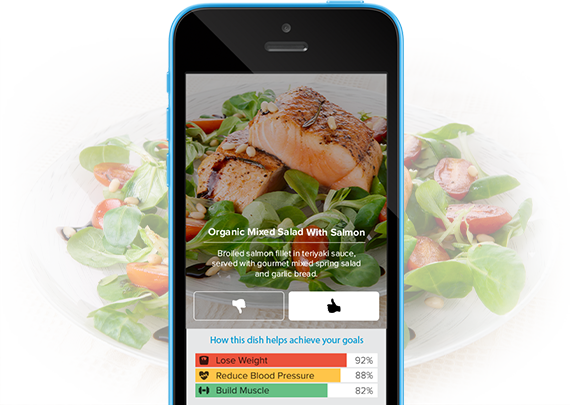 Organic Mixed Salad With Salmon
Broiled salmon fillet in teriyaki sauce,
served with gourmet mixed spring salad
and garlic bread.
How this dish helps achieve your goals
Lose Weight 92%
Reduce Blood Pressure 88%
Build Muscle 82%